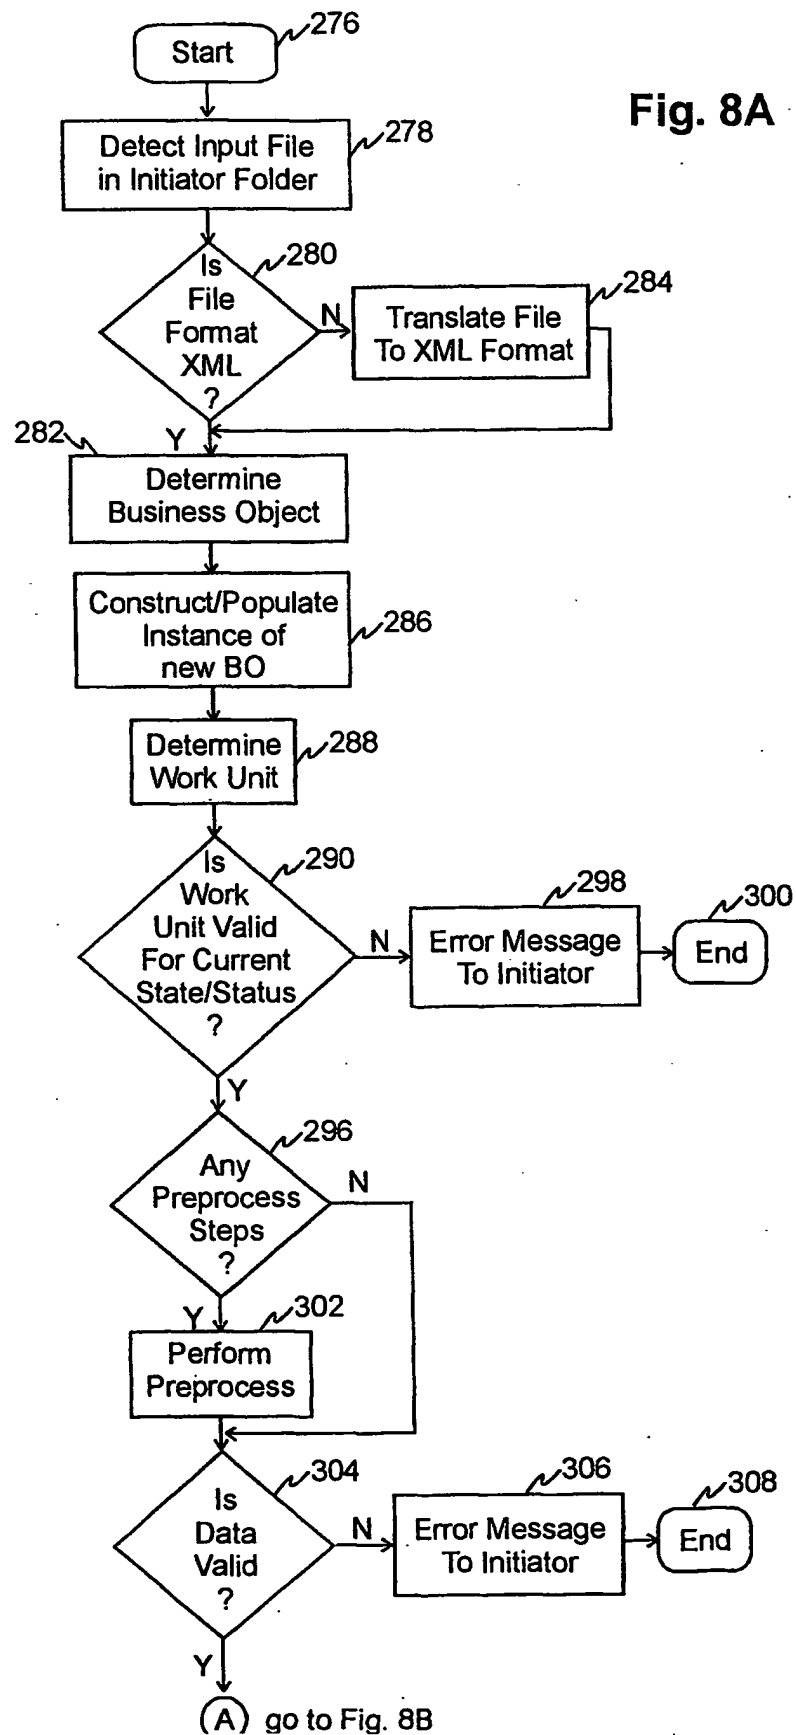 276
Start
Fig. 8A
Detect Input File
in Initiator Folder
278
280
Is
File
Format
XML
?
N
284
Translate File
To XML Format
Y
282
Determine
Business Object
Construct/Populate
Instance of
new BO
286
Determine
Work Unit
288
290
Is
Work
Unit Valid
For Current
State/Status
?
N
298
Error Message
To Initiator
300
End
Y
296
Any
Preprocess
Steps
?
N
Y
302
Perform
Preprocess
304
Is
Data
Valid
?
N
306
Error Message
To Initiator
308
End
Y
A go to Fig. 8B